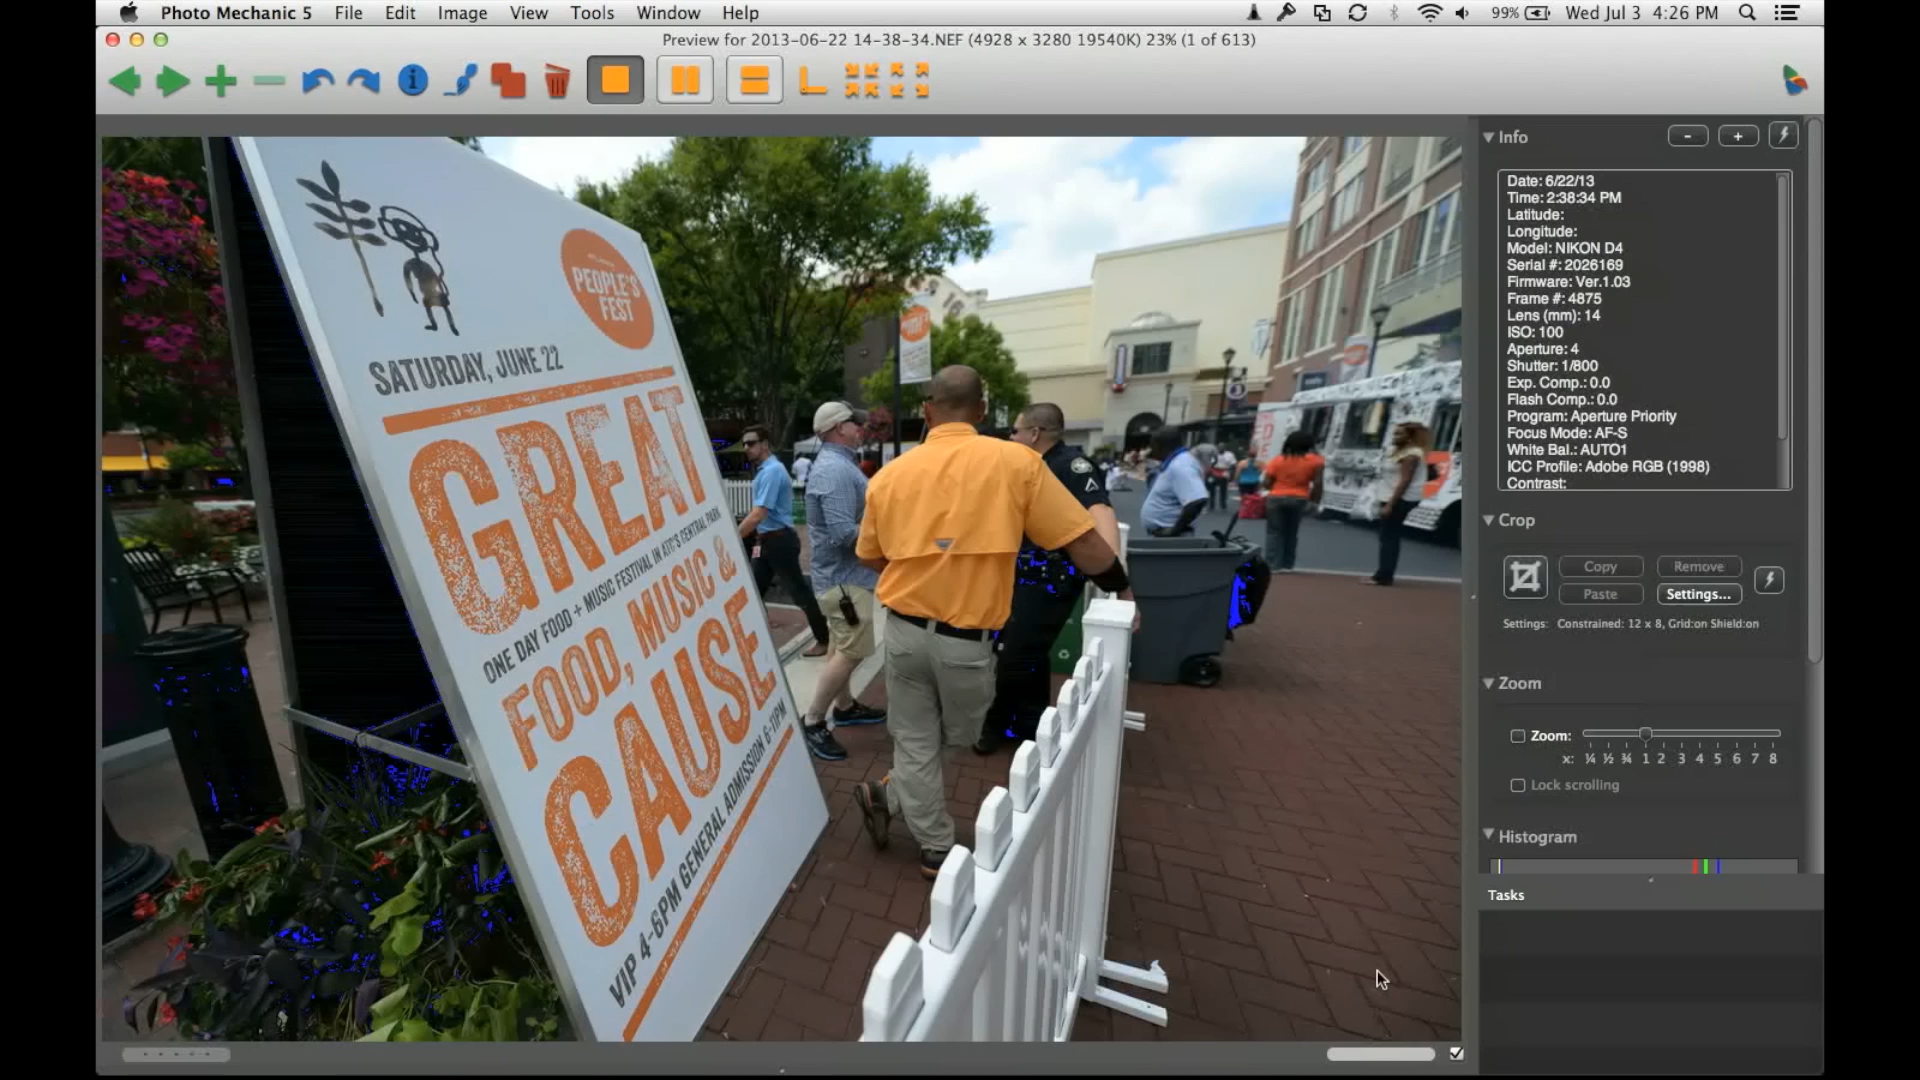 Photo Mechanic 5 File Edit Image View Tools Window Help
99% Wed Jul 3 4:26 PM
Preview for 2013-06-22 14-38-34.NEF (4928 x 3280 19540K) 23% (1 of 613)
PEOPLE'S
FEST
SATURDAY, JUNE 22
GREAT
ONE DAY FOOD + MUSIC FESTIVAL IN ATL'S CENTRAL PARK
FOOD, MUSIC &
CAUSE
VIP 4-6PM GENERAL ADMISSION 6-11PM
Info
- +
Date: 6/22/13
Time: 2:38:34 PM
Latitude:
Longitude:
Model: NIKON D4
Serial #: 2026169
Firmware: Ver.1.03
Frame #: 4875
Lens (mm): 14
ISO: 100
Aperture: 4
Shutter: 1/800
Exp. Comp.: 0.0
Flash Comp.: 0.0
Program: Aperture Priority
Focus Mode: AF-S
White Bal.: AUTO1
ICC Profile: Adobe RGB (1998)
Contrast:
Crop
Copy Remove
Paste Settings...
Settings: Constrained: 12 x 8, Grid:on Shield:on
Zoom
Zoom:
x: ¼ ½ ¾ 1 2 3 4 5 6 7 8
Lock scrolling
Histogram
Tasks